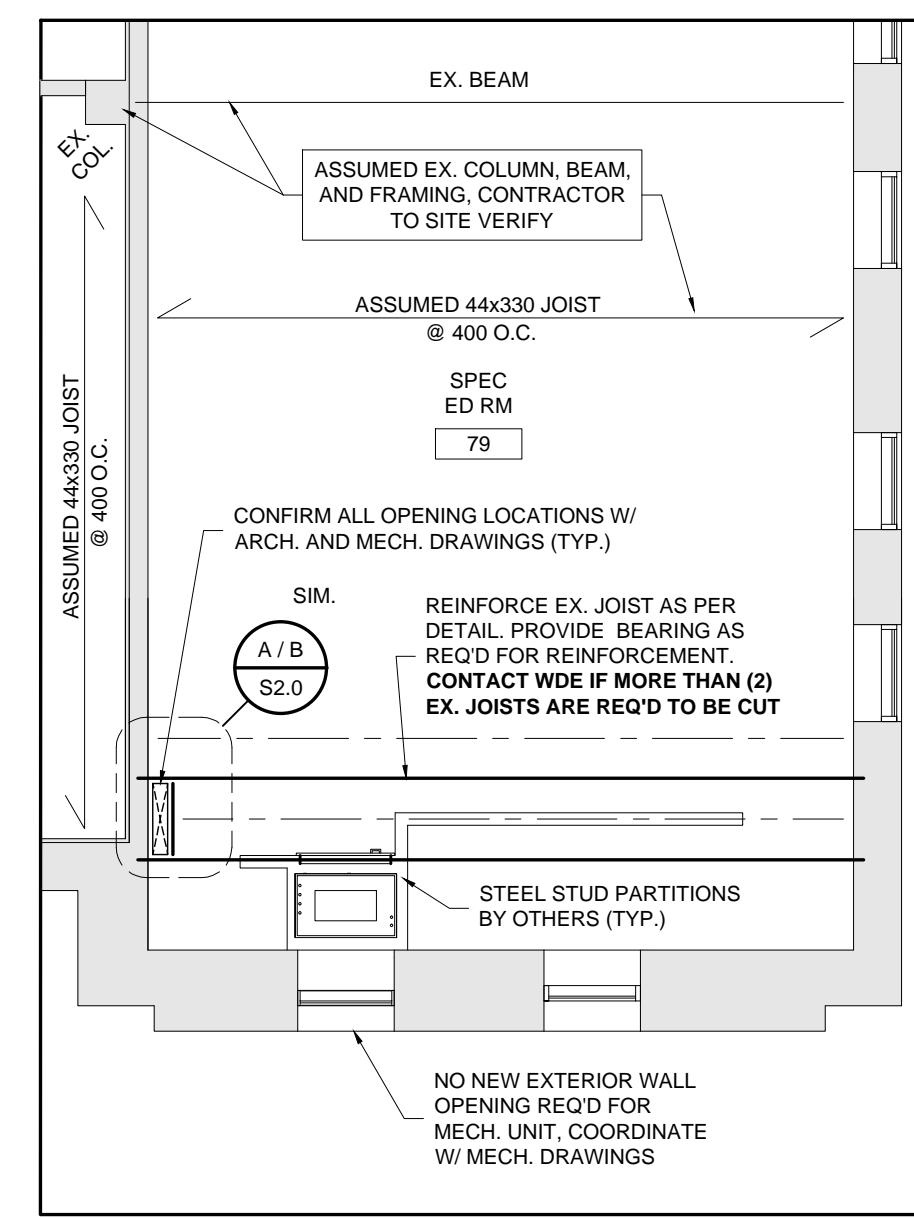 EX. BEAM
EX.
COL.
ASSUMED EX. COLUMN, BEAM,
AND FRAMING, CONTRACTOR
TO SITE VERIFY
ASSUMED 44x330 JOIST
@ 400 O.C.
SPEC
ED RM
79
ASSUMED 44x330 JOIST
@ 400 O.C.
CONFIRM ALL OPENING LOCATIONS W/
ARCH. AND MECH. DRAWINGS (TYP.)
SIM.
A / B
S2.0
REINFORCE EX. JOIST AS PER
DETAIL. PROVIDE BEARING AS
REQ'D FOR REINFORCEMENT.
CONTACT WDE IF MORE THAN (2)
EX. JOISTS ARE REQ'D TO BE CUT
STEEL STUD PARTITIONS
BY OTHERS (TYP.)
NO NEW EXTERIOR WALL
OPENING REQ'D FOR
MECH. UNIT, COORDINATE
W/ MECH. DRAWINGS